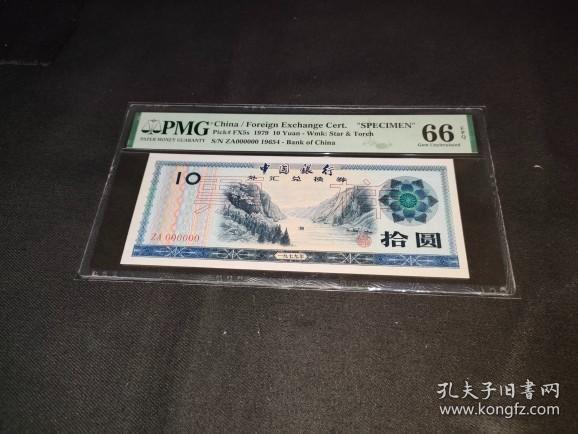 PMG
PAPER MONEY GUARANTY
China / Foreign Exchange Cert. "SPECIMEN"
Pick# FX5s 1979 10 Yuan - Wmk: Star & Torch
S/N ZA000000 19654 - Bank of China
66 EPQ
Gem Uncirculated
中国銀行
外汇兑换券
10
ZA 000000
拾圆
一九七九年
孔夫子旧书网
www.kongfz.com